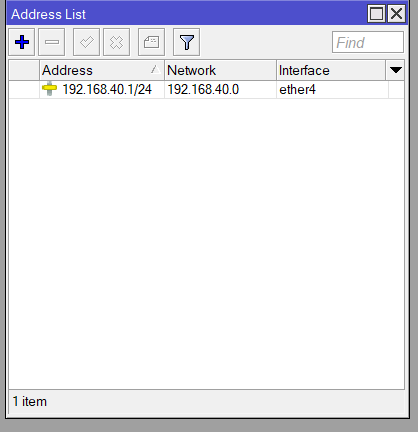 Address List
Find
Address Network Interface
192.168.40.1/24 192.168.40.0 ether4
1 item